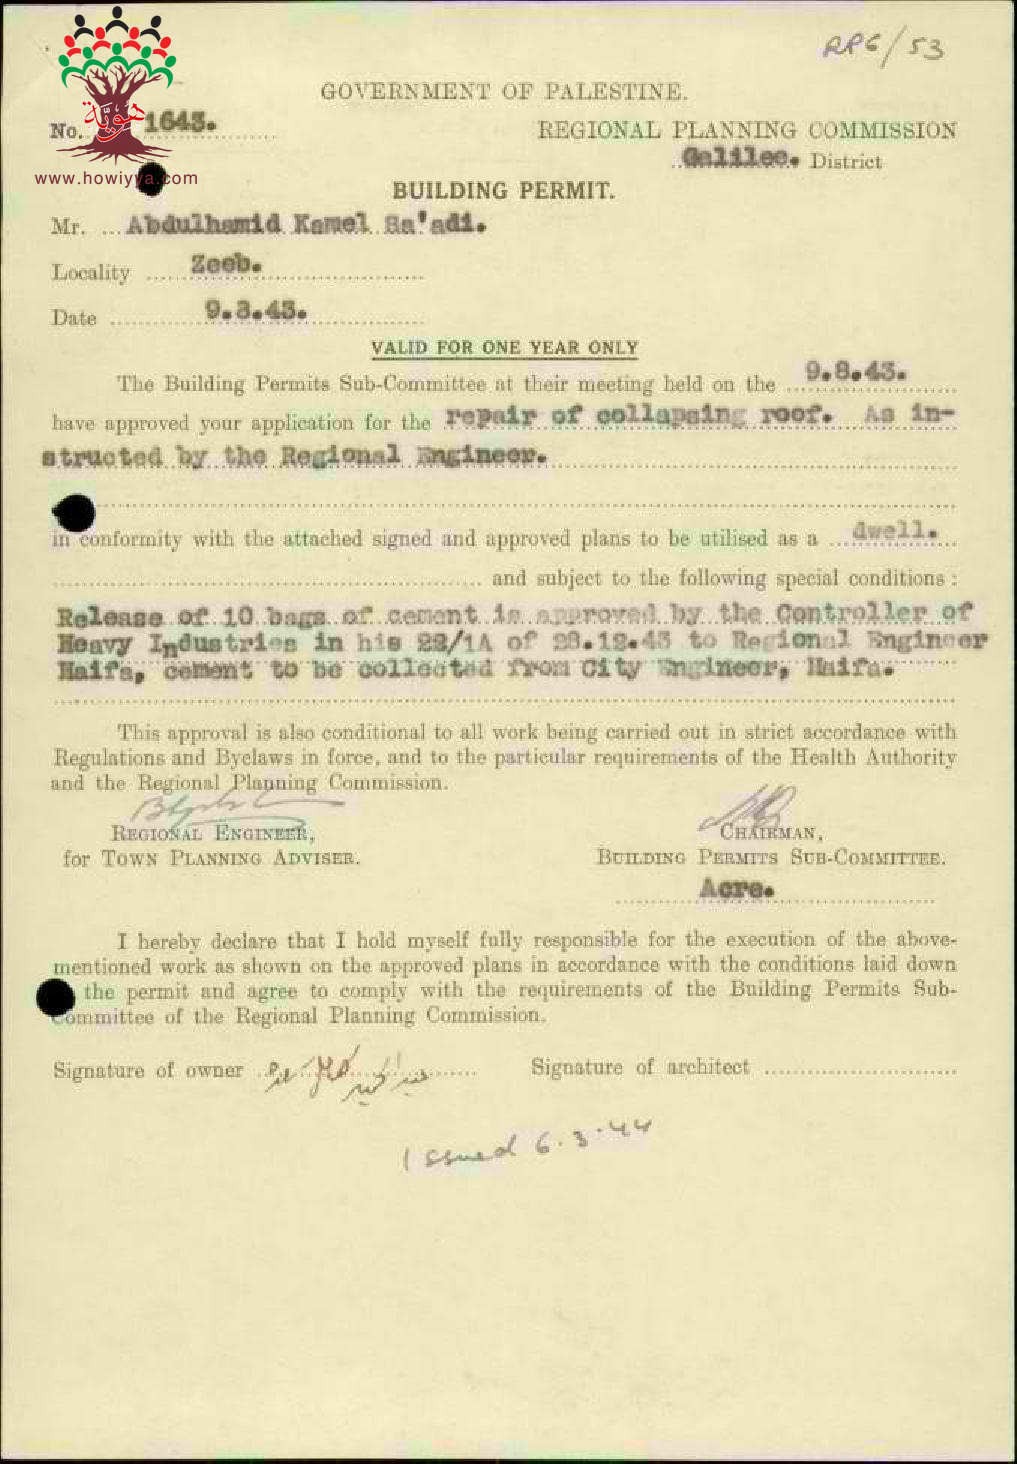 RP6/53
GOVERNMENT OF PALESTINE.
No. 1643.
REGIONAL PLANNING COMMISSION
Galilee. District
هويّة
www.howiyya.com
BUILDING PERMIT.
Mr. Abdulhamid Kamel Sa'adi.
Locality Zeeb.
Date 9.8.43.
VALID FOR ONE YEAR ONLY
The Building Permits Sub-Committee at their meeting held on the 9.8.43.
have approved your application for the repair of collapsing roof. As in-
structed by the Regional Engineer.
in conformity with the attached signed and approved plans to be utilised as a dwell.
and subject to the following special conditions :
Release of 10 bags of cement is approved by the Controller of
Heavy Industries in his 22/1A of 28.12.43 to Regional Engineer
Haifa, cement to be collected from City Engineer, Haifa.
This approval is also conditional to all work being carried out in strict accordance with
Regulations and Byelaws in force, and to the particular requirements of the Health Authority
and the Regional Planning Commission.
REGIONAL ENGINEER,
for TOWN PLANNING ADVISER.
CHAIRMAN,
BUILDING PERMITS SUB-COMMITTEE.
Acre.
I hereby declare that I hold myself fully responsible for the execution of the above-
mentioned work as shown on the approved plans in accordance with the conditions laid down
the permit and agree to comply with the requirements of the Building Permits Sub-
Committee of the Regional Planning Commission.
Signature of owner
Signature of architect
Issued 6.3.44